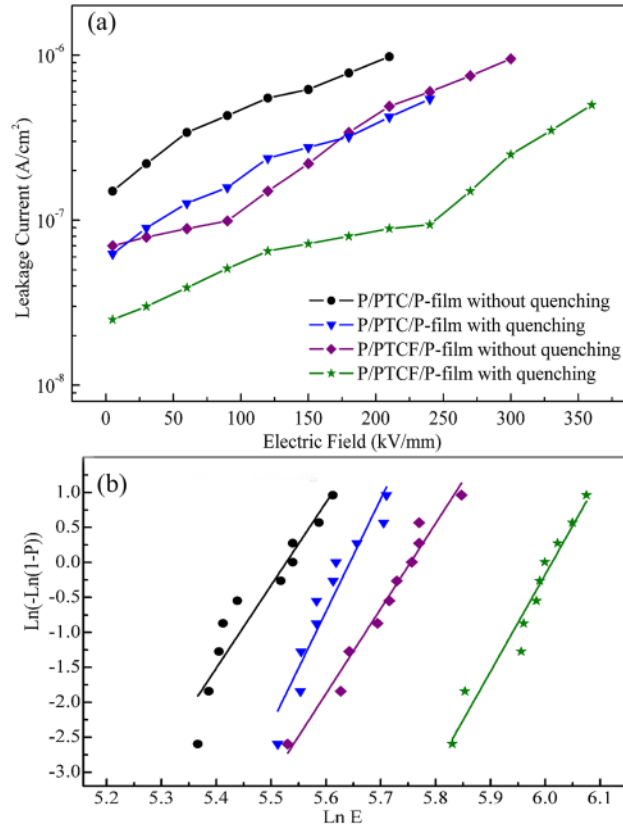 (a)
10^-6
10^-7
10^-8
Leakage Current (A/cm²)
P/PTC/P-film without quenching
P/PTC/P-film with quenching
P/PTCF/P-film without quenching
P/PTCF/P-film with quenching
0 50 100 150 200 250 300 350
Electric Field (kV/mm)
(b)
1.0
0.5
0.0
-0.5
-1.0
-1.5
-2.0
-2.5
-3.0
Ln(-Ln(1-P))
5.2 5.3 5.4 5.5 5.6 5.7 5.8 5.9 6.0 6.1
Ln E